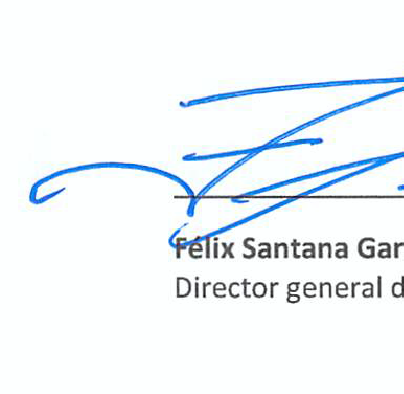 Félix Santana Gar
Director general d